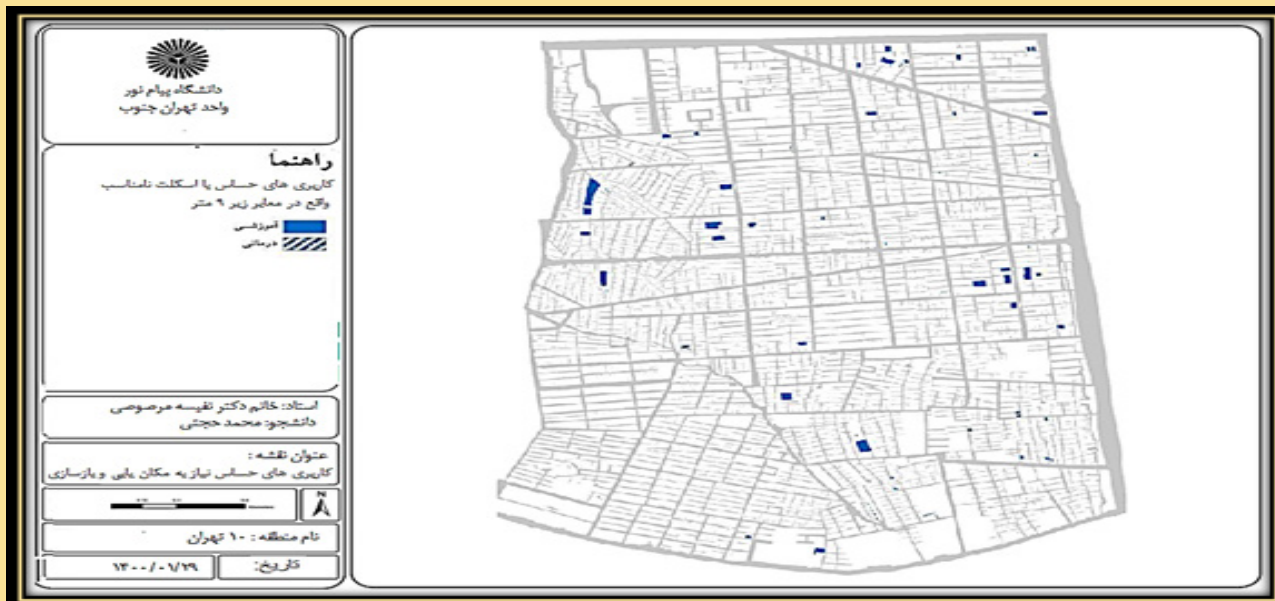 دانشگاه پیام نور
واحد تهران جنوب
راهنما
کاربری های حساس با اسکلت نامناسب
واقع در معابر زیر ۹ متر
آموزشی
درمانی
استاد: خانم دکتر نفیسه مرصوصی
دانشجو: محمد حجتی
عنوان نقشه :
کاربری های حساس نیاز به مکان یابی و بازسازی
N
نام منطقه : ۱۰ تهران
تاریخ:
۱۴۰۰/۰۱/۲۹